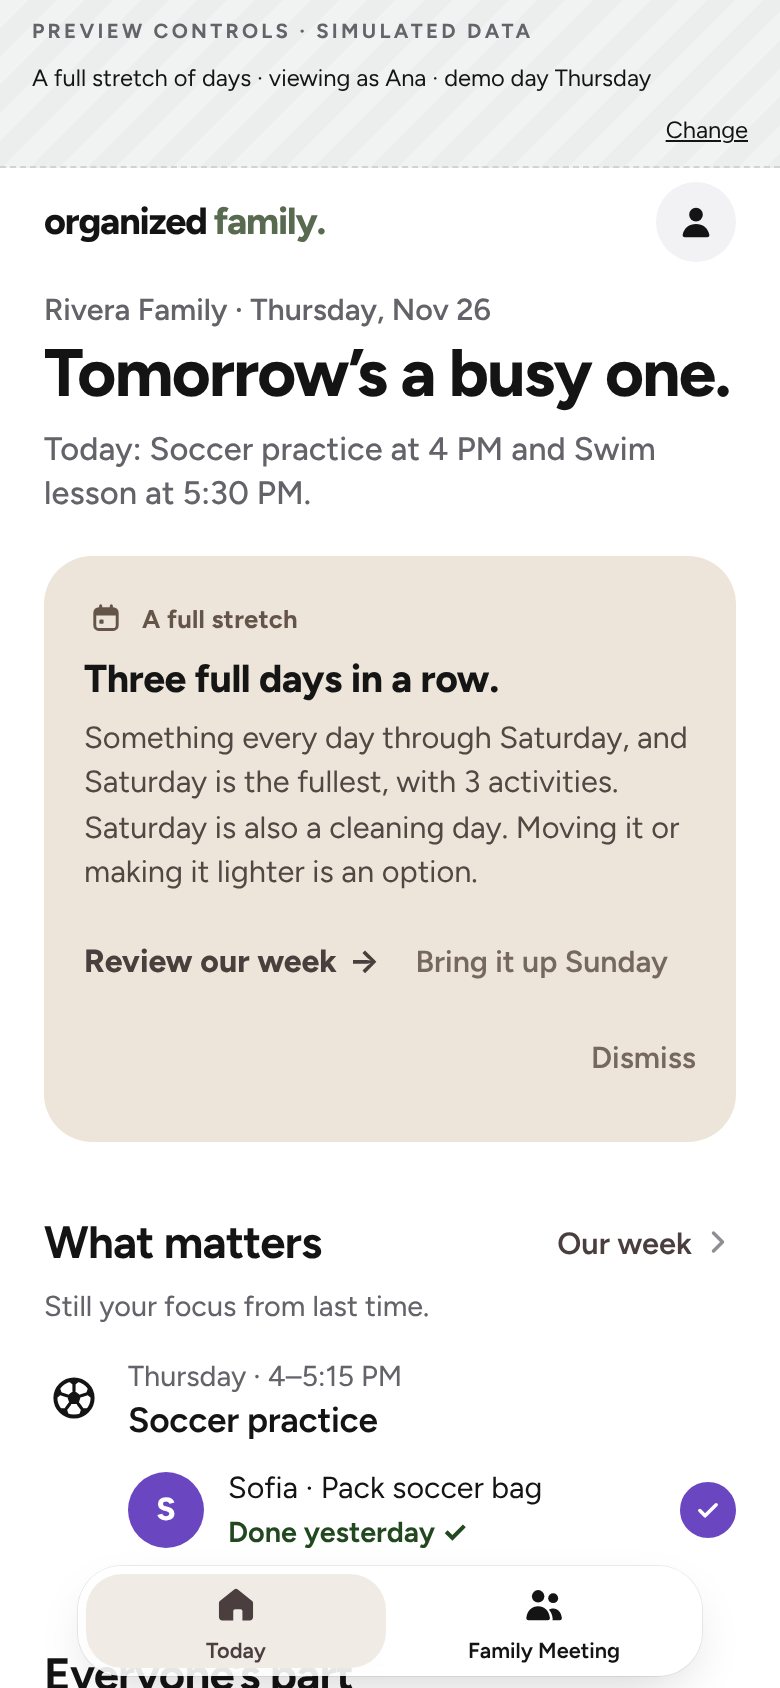 PREVIEW CONTROLS · SIMULATED DATA
A full stretch of days · viewing as Ana · demo day Thursday
Change
organized family.
Rivera Family · Thursday, Nov 26
Tomorrow’s a busy one.
Today: Soccer practice at 4 PM and Swim
lesson at 5:30 PM.
A full stretch
Three full days in a row.
Something every day through Saturday, and
Saturday is the fullest, with 3 activities.
Saturday is also a cleaning day. Moving it or
making it lighter is an option.
Review our week → Bring it up Sunday
Dismiss
What matters
Our week
Still your focus from last time.
Thursday · 4–5:15 PM
Soccer practice
S
Sofia · Pack soccer bag
Done yesterday ✓
Everyone's part
Today
Family Meeting